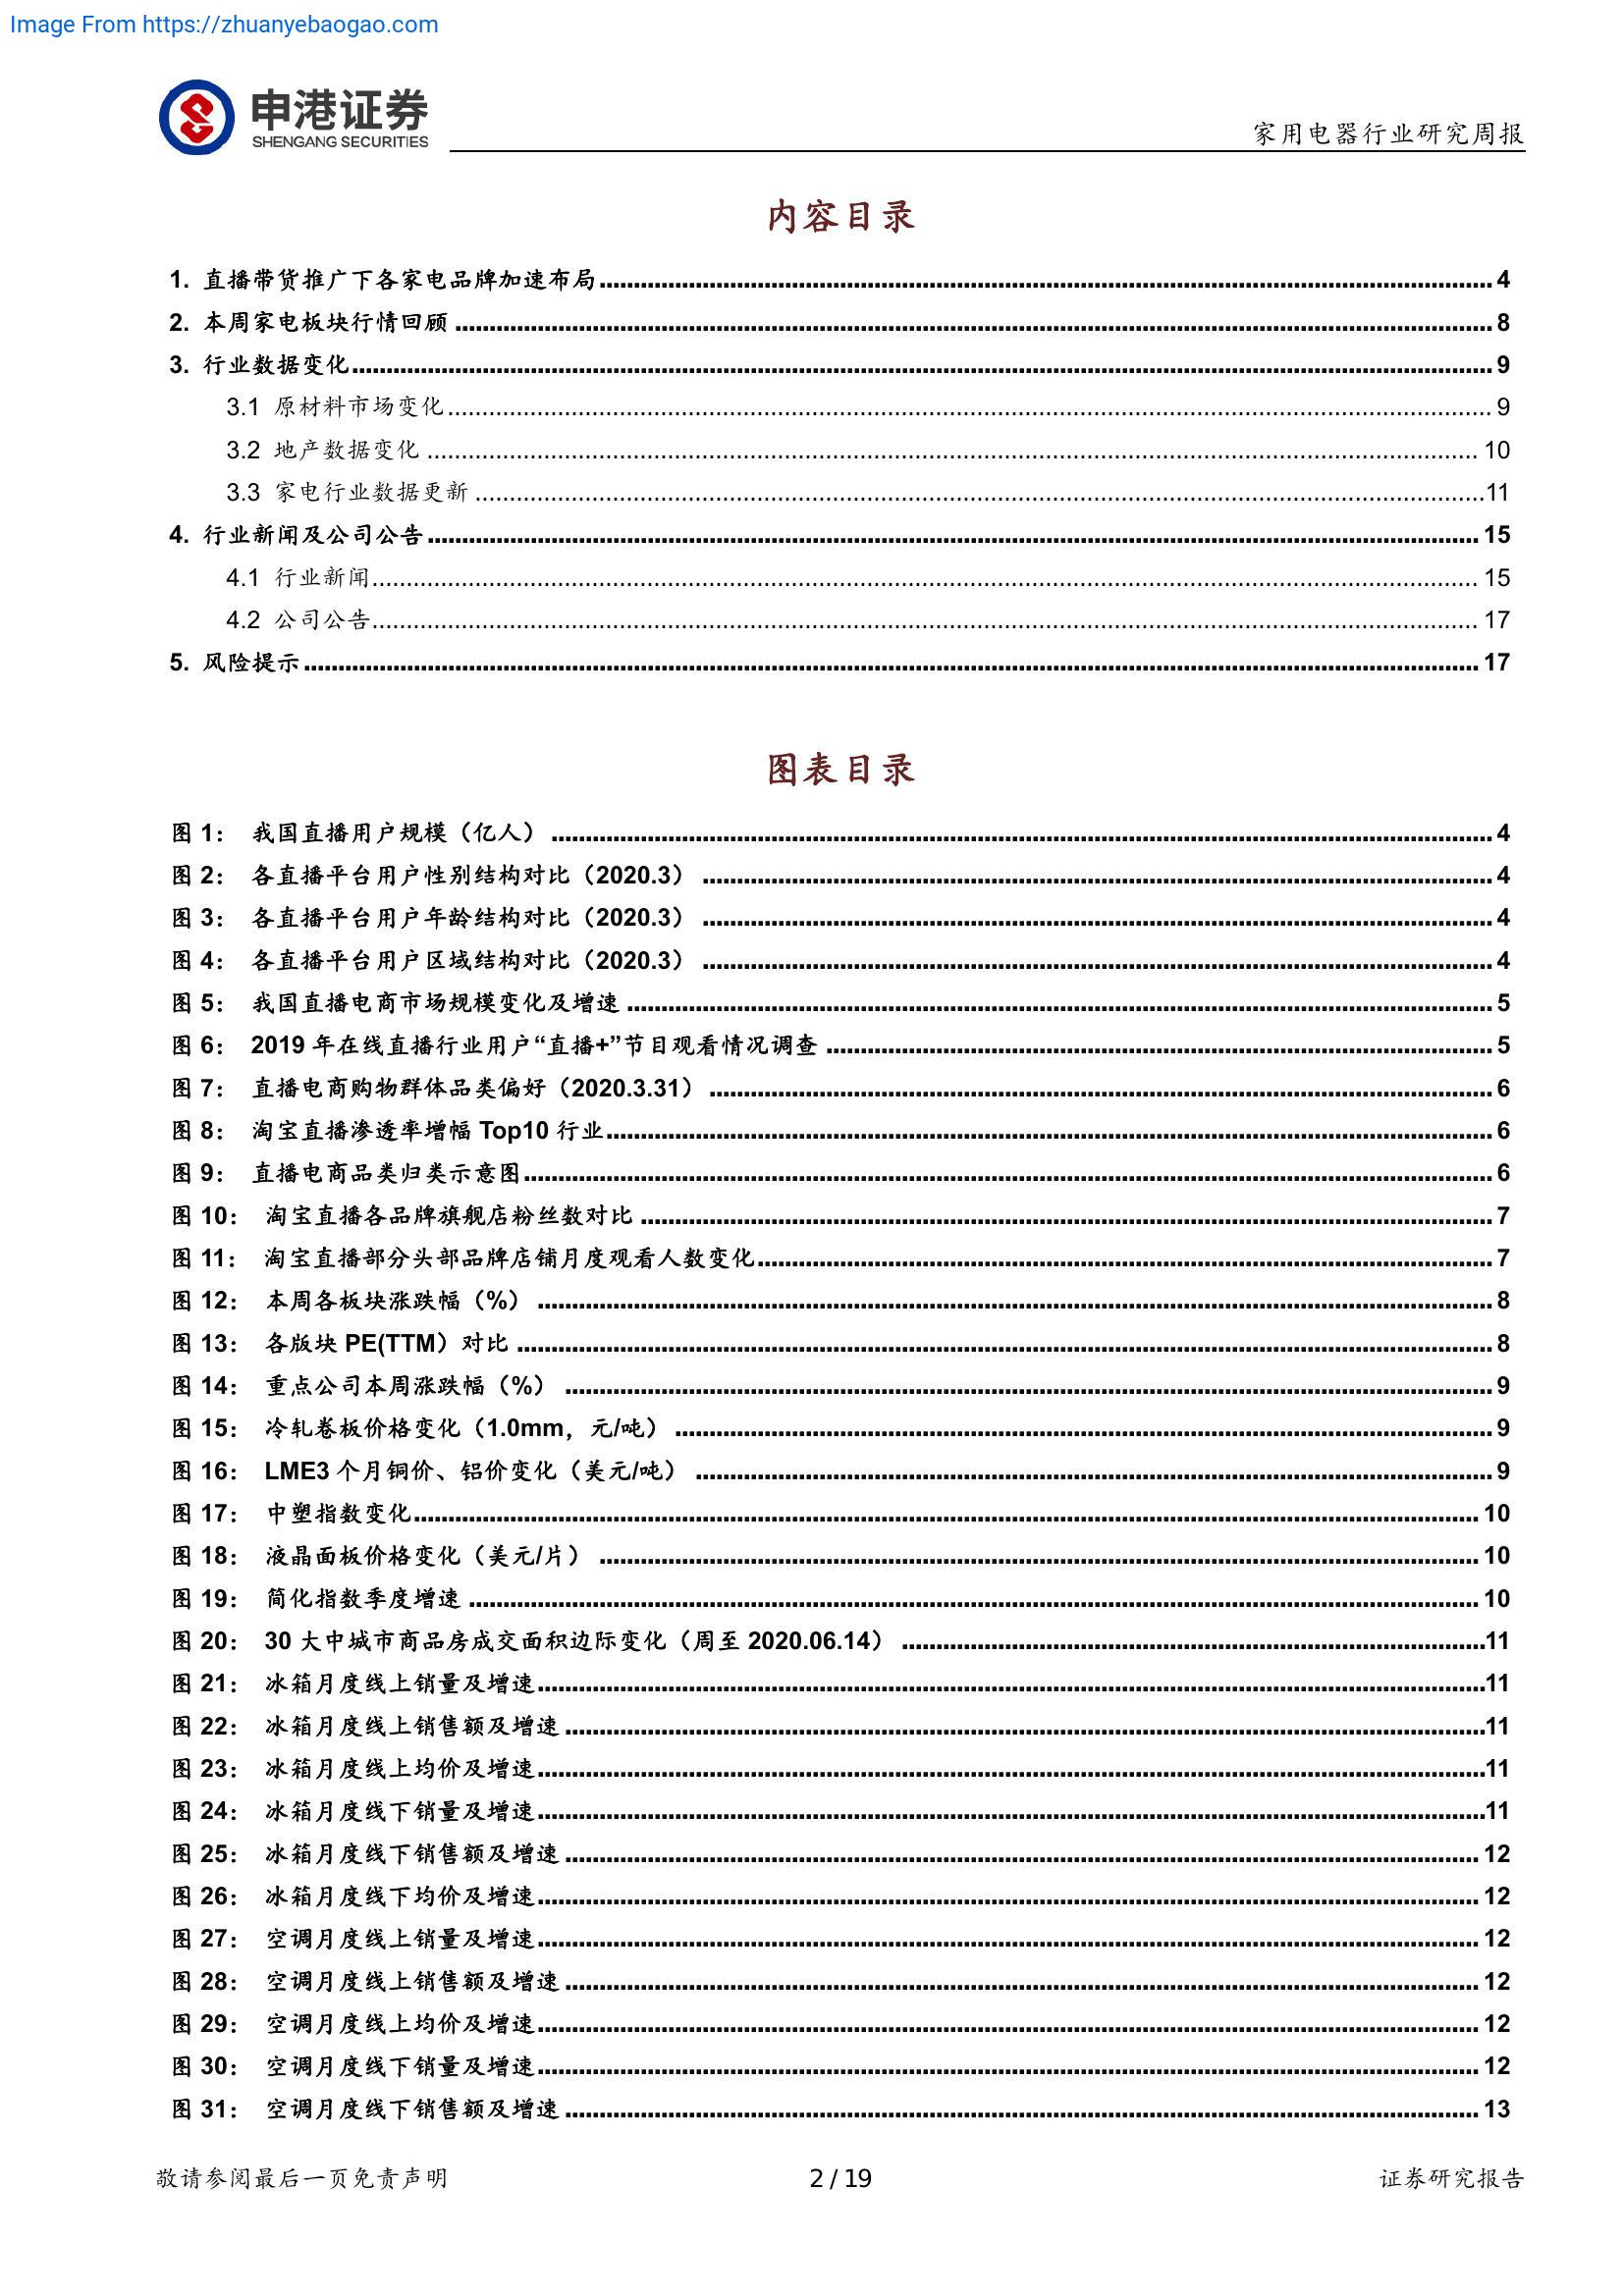 Image From https://zhuanyebaogao.com
申港证券
SHENGANG SECURITIES
家用电器行业研究周报
内容目录
1. 直播带货推广下各家电品牌加速布局 4
2. 本周家电板块行情回顾 8
3. 行业数据变化 9
3.1 原材料市场变化 9
3.2 地产数据变化 10
3.3 家电行业数据更新 11
4. 行业新闻及公司公告 15
4.1 行业新闻 15
4.2 公司公告 17
5. 风险提示 17
图表目录
图 1： 我国直播用户规模（亿人） 4
图 2： 各直播平台用户性别结构对比（2020.3） 4
图 3： 各直播平台用户年龄结构对比（2020.3） 4
图 4： 各直播平台用户区域结构对比（2020.3） 4
图 5： 我国直播电商市场规模变化及增速 5
图 6： 2019 年在线直播行业用户“直播+”节目观看情况调查 5
图 7： 直播电商购物群体品类偏好（2020.3.31） 6
图 8： 淘宝直播渗透率增幅 Top10 行业 6
图 9： 直播电商品类归类示意图 6
图 10： 淘宝直播各品牌旗舰店粉丝数对比 7
图 11： 淘宝直播部分头部品牌店铺月度观看人数变化 7
图 12： 本周各板块涨跌幅（%） 8
图 13： 各版块 PE(TTM）对比 8
图 14： 重点公司本周涨跌幅（%） 9
图 15： 冷轧卷板价格变化（1.0mm，元/吨） 9
图 16： LME3 个月铜价、铝价变化（美元/吨） 9
图 17： 中塑指数变化 10
图 18： 液晶面板价格变化（美元/片） 10
图 19： 简化指数季度增速 10
图 20： 30 大中城市商品房成交面积边际变化（周至 2020.06.14） 11
图 21： 冰箱月度线上销量及增速 11
图 22： 冰箱月度线上销售额及增速 11
图 23： 冰箱月度线上均价及增速 11
图 24： 冰箱月度线下销量及增速 11
图 25： 冰箱月度线下销售额及增速 12
图 26： 冰箱月度线下均价及增速 12
图 27： 空调月度线上销量及增速 12
图 28： 空调月度线上销售额及增速 12
图 29： 空调月度线上均价及增速 12
图 30： 空调月度线下销量及增速 12
图 31： 空调月度线下销售额及增速 13
敬请参阅最后一页免责声明 2 / 19 证券研究报告